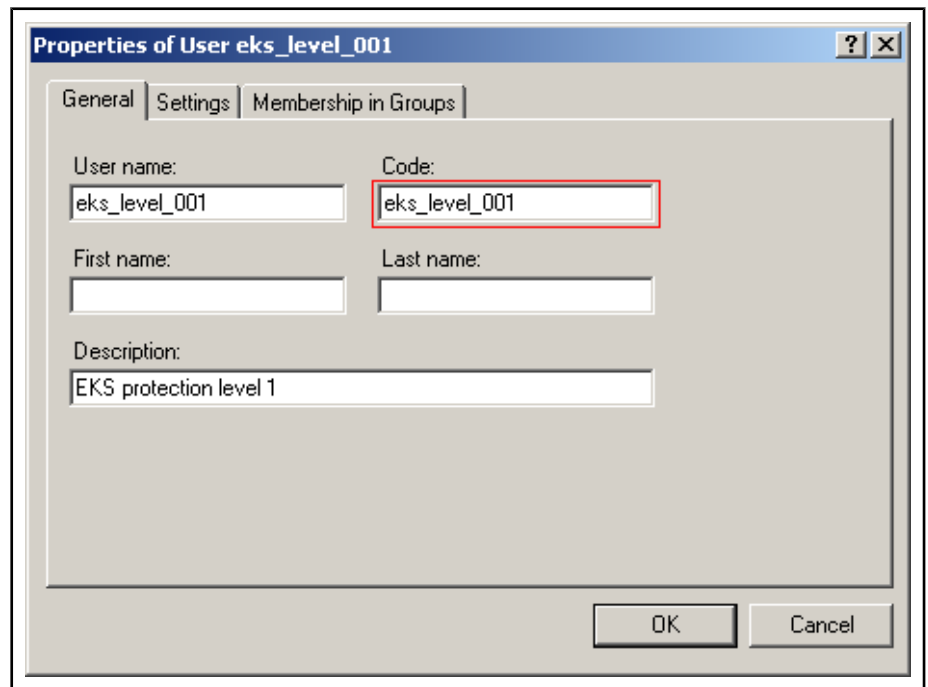 Properties of User eks_level_001
General Settings Membership in Groups
User name: Code:
eks_level_001 eks_level_001
First name: Last name:
Description:
EKS protection level 1
OK Cancel